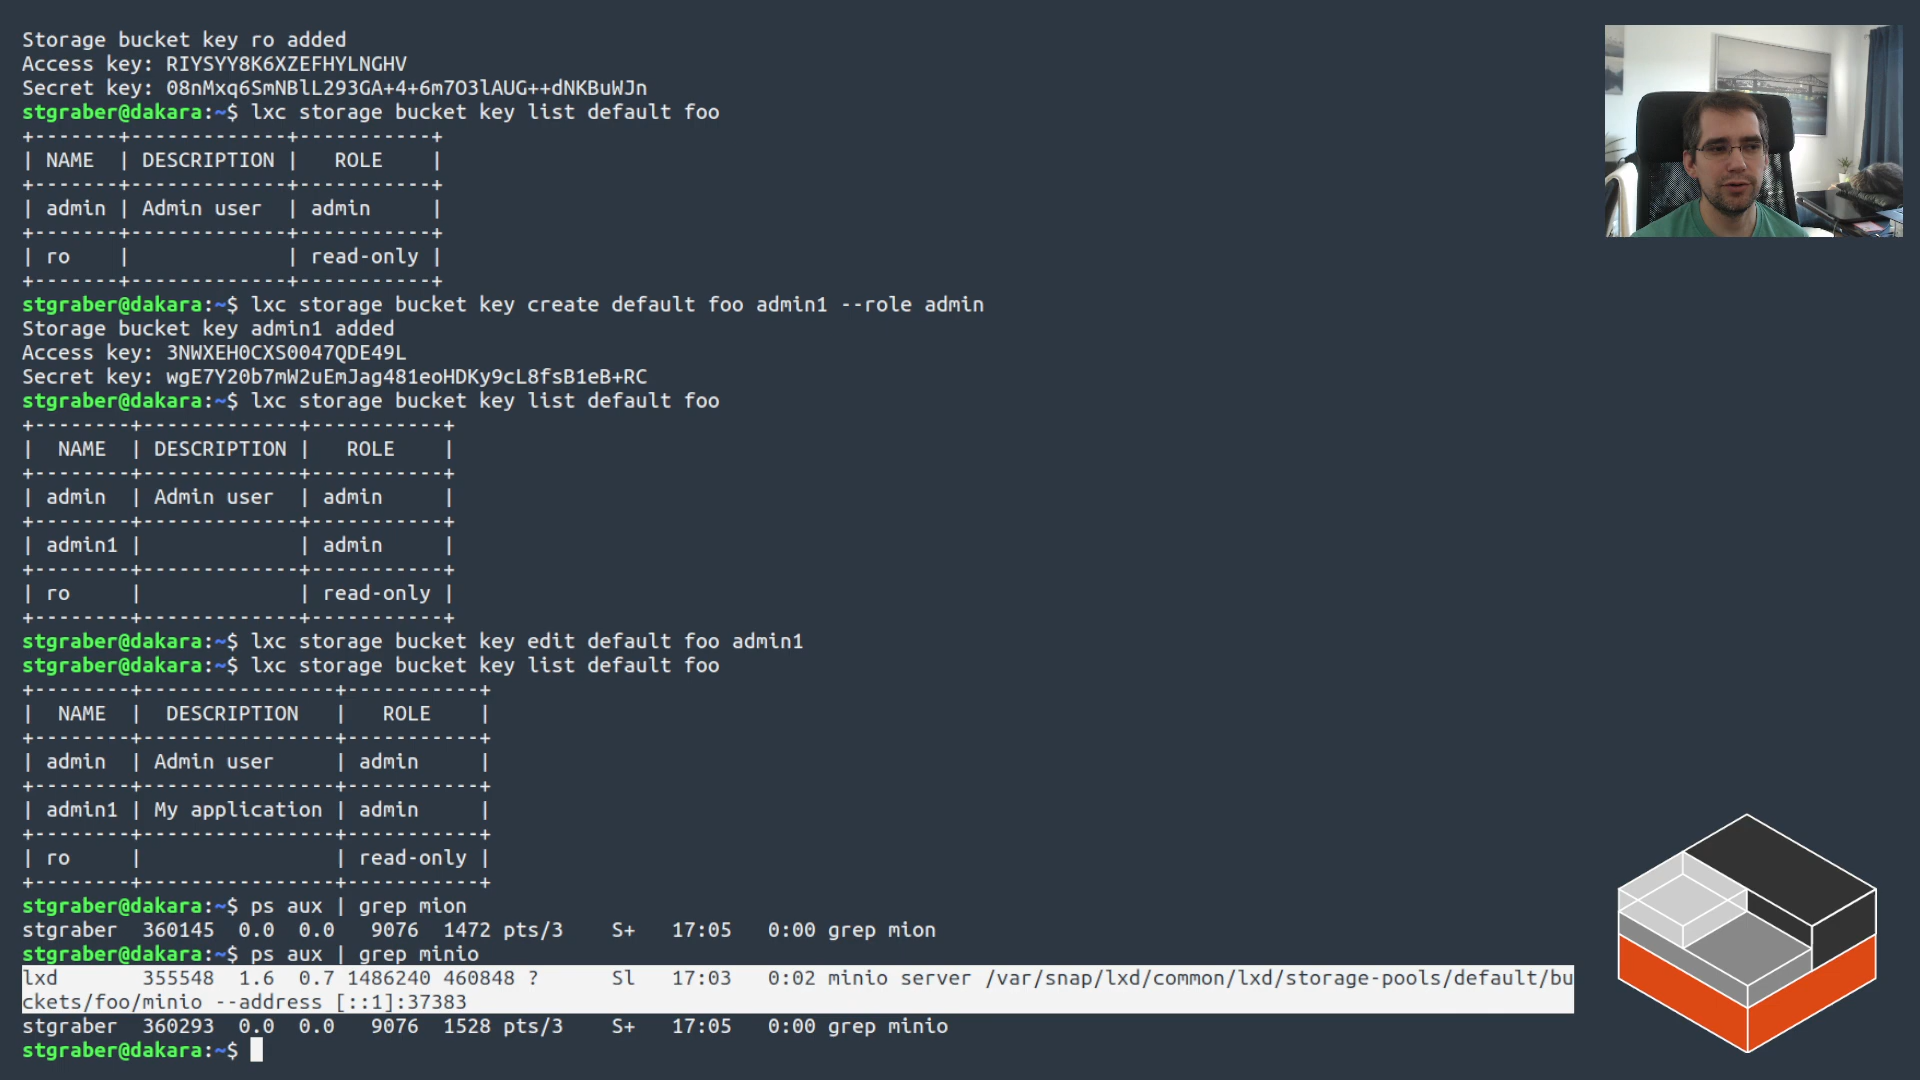 Storage bucket key ro added
Access key: RIYSYY8K6XZEFHYLNGHV
Secret key: 08nMxq6SmNBlL293GA+4+6m7O3lAUG++dNKBuWJn
stgraber@dakara:~$ lxc storage bucket key list default foo
+-------+-------------+-----------+
| NAME  | DESCRIPTION |   ROLE    |
+-------+-------------+-----------+
| admin | Admin user  | admin     |
+-------+-------------+-----------+
| ro    |             | read-only |
+-------+-------------+-----------+
stgraber@dakara:~$ lxc storage bucket key create default foo admin1 --role admin
Storage bucket key admin1 added
Access key: 3NWXEH0CXS0047QDE49L
Secret key: wgE7Y20b7mW2uEmJag481eoHDKy9cL8fsB1eB+RC
stgraber@dakara:~$ lxc storage bucket key list default foo
+--------+-------------+-----------+
|  NAME  | DESCRIPTION |   ROLE    |
+--------+-------------+-----------+
| admin  | Admin user  | admin     |
+--------+-------------+-----------+
| admin1 |             | admin     |
+--------+-------------+-----------+
| ro     |             | read-only |
+--------+-------------+-----------+
stgraber@dakara:~$ lxc storage bucket key edit default foo admin1
stgraber@dakara:~$ lxc storage bucket key list default foo
+--------+----------------+-----------+
|  NAME  |  DESCRIPTION   |   ROLE    |
+--------+----------------+-----------+
| admin  | Admin user     | admin     |
+--------+----------------+-----------+
| admin1 | My application | admin     |
+--------+----------------+-----------+
| ro     |                | read-only |
+--------+----------------+-----------+
stgraber@dakara:~$ ps aux | grep mion
stgraber  360145  0.0  0.0   9076  1472 pts/3    S+   17:05   0:00 grep mion
stgraber@dakara:~$ ps aux | grep minio
lxd       355548  1.6  0.7 1486240 460848 ?      Sl   17:03   0:02 minio server /var/snap/lxd/common/lxd/storage-pools/default/bu
ckets/foo/minio --address [::1]:37383
stgraber  360293  0.0  0.0   9076  1528 pts/3    S+   17:05   0:00 grep minio
stgraber@dakara:~$